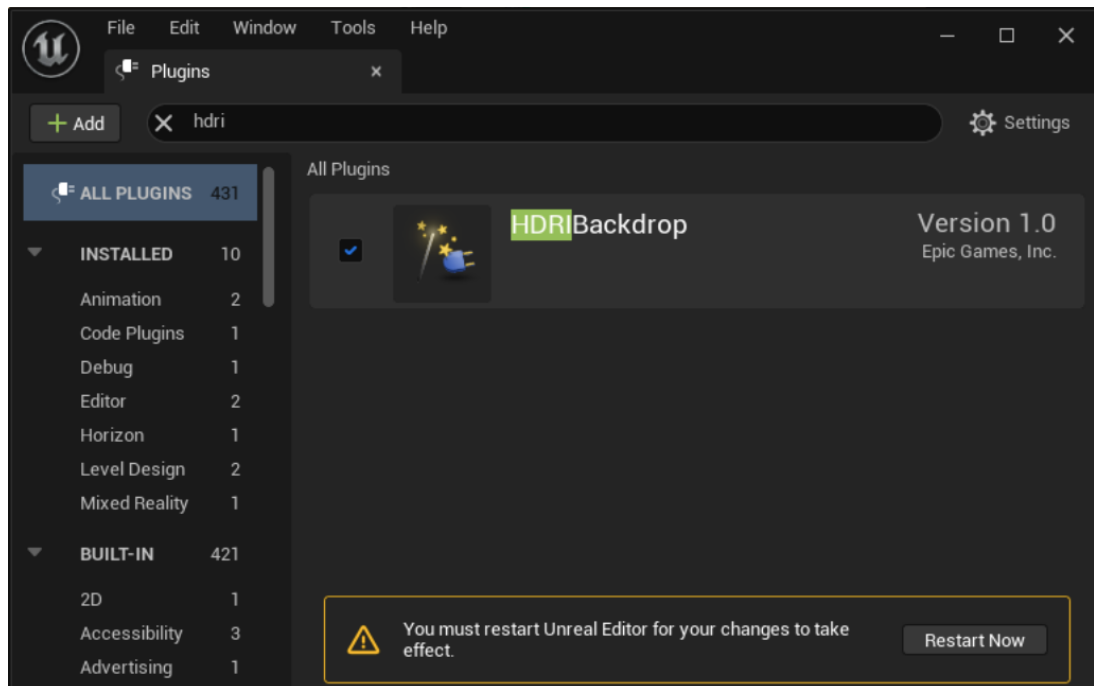 File Edit Window Tools Help
Plugins
Add hdri Settings
ALL PLUGINS 431
All Plugins
HDRIBackdrop Version 1.0
Epic Games, Inc.
INSTALLED 10
Animation 2
Code Plugins 1
Debug 1
Editor 2
Horizon 1
Level Design 2
Mixed Reality 1
BUILT-IN 421
2D 1
Accessibility 3
Advertising 1
You must restart Unreal Editor for your changes to take
effect.
Restart Now